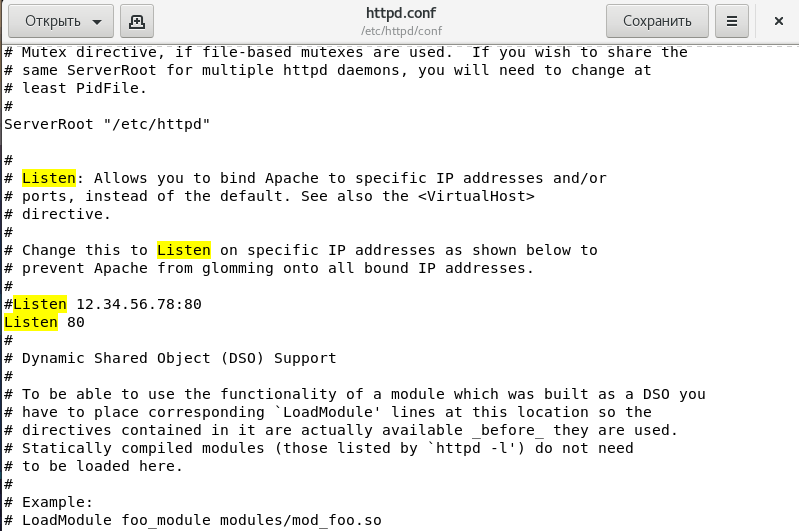 Открыть
httpd.conf
/etc/httpd/conf
Сохранить
# Mutex directive, if file-based mutexes are used.  If you wish to share the
# same ServerRoot for multiple httpd daemons, you will need to change at
# least PidFile.
#
ServerRoot "/etc/httpd"

#
# Listen: Allows you to bind Apache to specific IP addresses and/or
# ports, instead of the default. See also the <VirtualHost>
# directive.
#
# Change this to Listen on specific IP addresses as shown below to
# prevent Apache from glomming onto all bound IP addresses.
#
#Listen 12.34.56.78:80
Listen 80
#
# Dynamic Shared Object (DSO) Support
#
# To be able to use the functionality of a module which was built as a DSO you
# have to place corresponding `LoadModule' lines at this location so the
# directives contained in it are actually available _before_ they are used.
# Statically compiled modules (those listed by `httpd -l') do not need
# to be loaded here.
#
# Example:
# LoadModule foo_module modules/mod_foo.so